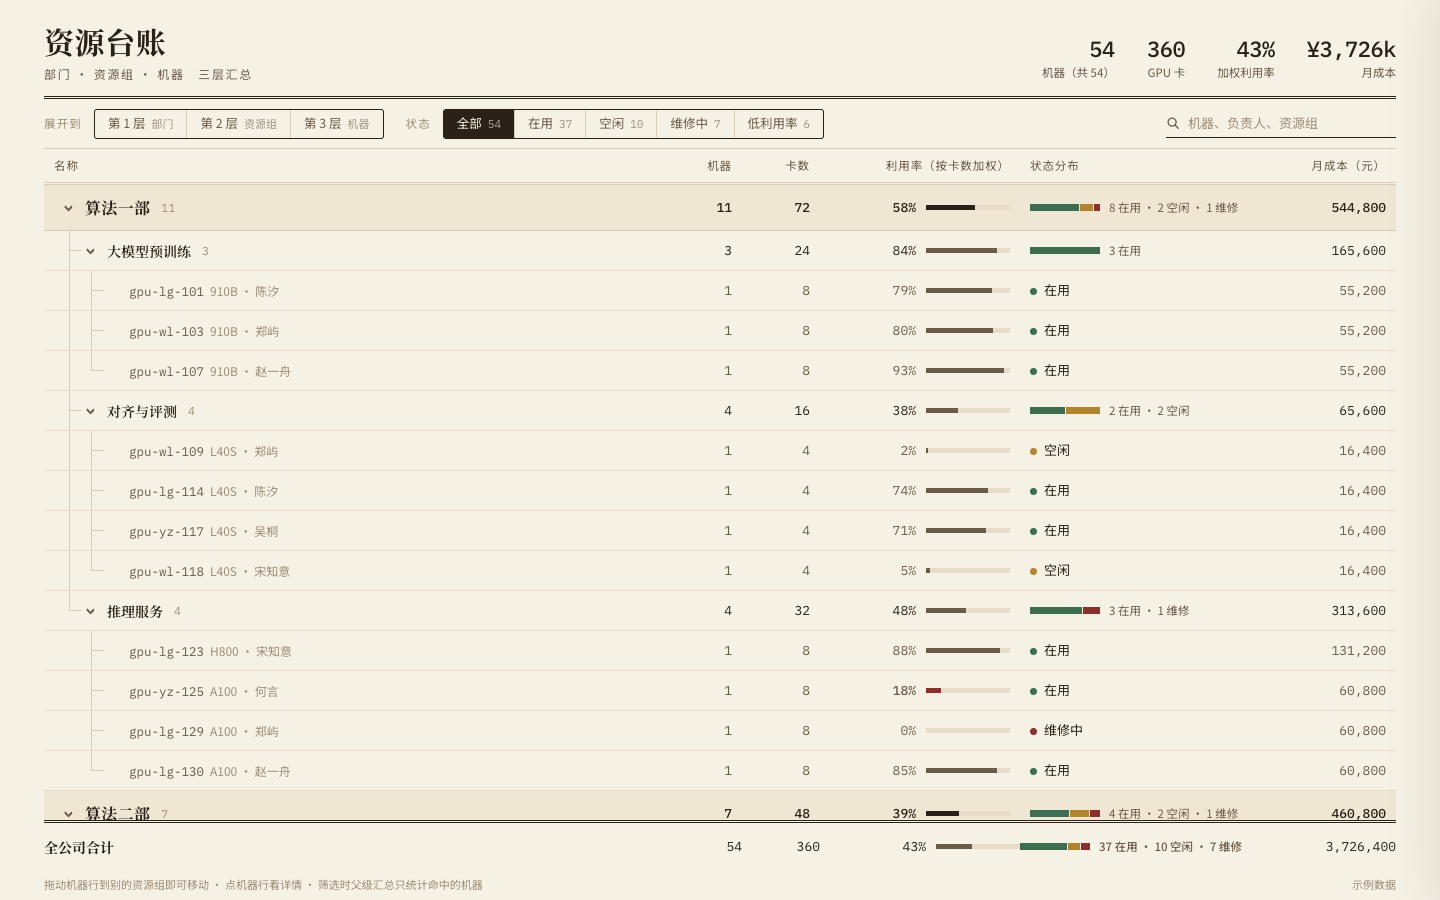 资源台账
部门 · 资源组 · 机器 三层汇总
54 360 43% ¥3,726k
机器（共 54） GPU 卡 加权利用率 月成本
展开到 第 1 层 部门 第 2 层 资源组 第 3 层 机器 状态 全部 54 在用 37 空闲 10 维修中 7 低利用率 6 机器、负责人、资源组
名称 机器 卡数 利用率（按卡数加权） 状态分布 月成本（元）
算法一部 11 11 72 58% 8 在用 · 2 空闲 · 1 维修 544,800
大模型预训练 3 3 24 84% 3 在用 165,600
gpu-lg-101 910B · 陈汐 1 8 79% 在用 55,200
gpu-wl-103 910B · 郑屿 1 8 80% 在用 55,200
gpu-wl-107 910B · 赵一舟 1 8 93% 在用 55,200
对齐与评测 4 4 16 38% 2 在用 · 2 空闲 65,600
gpu-wl-109 L40S · 郑屿 1 4 2% 空闲 16,400
gpu-lg-114 L40S · 陈汐 1 4 74% 在用 16,400
gpu-yz-117 L40S · 吴桐 1 4 71% 在用 16,400
gpu-wl-118 L40S · 宋知意 1 4 5% 空闲 16,400
推理服务 4 4 32 48% 3 在用 · 1 维修 313,600
gpu-lg-123 H800 · 宋知意 1 8 88% 在用 131,200
gpu-yz-125 A100 · 何言 1 8 18% 在用 60,800
gpu-lg-129 A100 · 郑屿 1 8 0% 维修中 60,800
gpu-lg-130 A100 · 赵一舟 1 8 85% 在用 60,800
算法二部 7 7 48 39% 4 在用 · 2 空闲 · 1 维修 460,800
全公司合计 54 360 43% 37 在用 · 10 空闲 · 7 维修 3,726,400
拖动机器行到别的资源组即可移动 · 点机器行看详情 · 筛选时父级汇总只统计命中的机器 示例数据